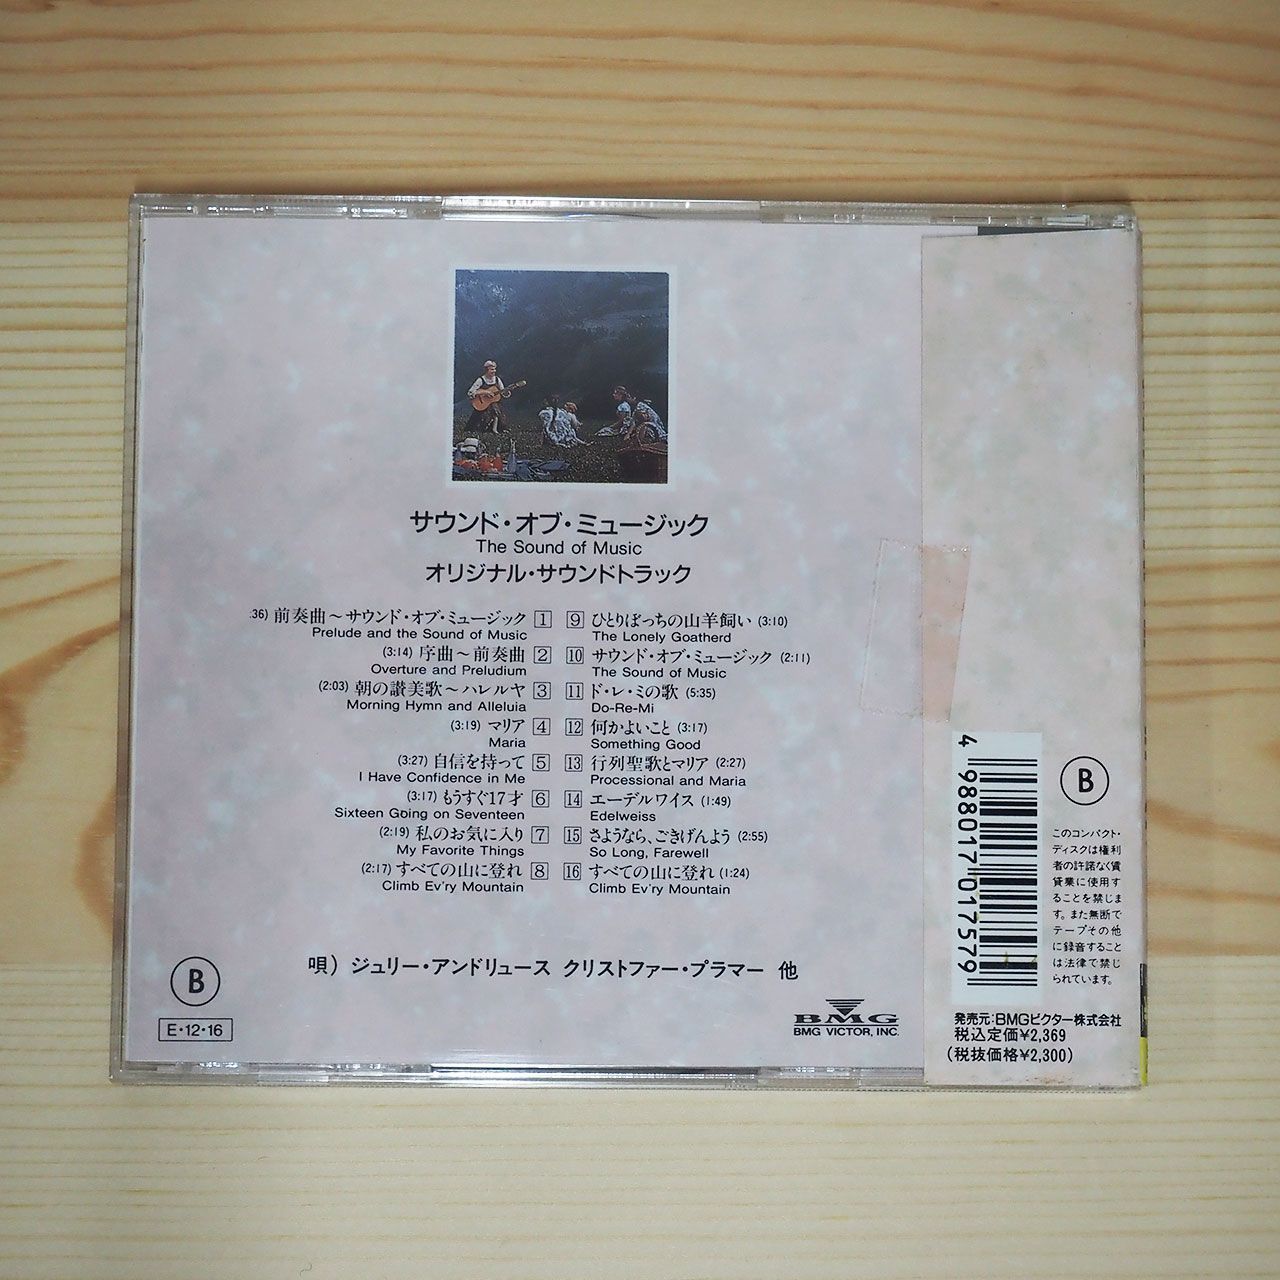 サウンド・オブ・ミュージック
The Sound of Music
オリジナル・サウンドトラック
36) 前奏曲～サウンド・オブ・ミュージック 1
Prelude and the Sound of Music
(3:14) 序曲～前奏曲 2
Overture and Preludium
(2:03) 朝の讃美歌～ハレルヤ 3
Morning Hymn and Alleluia
(3:19) マリア 4
Maria
(3:27) 自信を持って 5
I Have Confidence in Me
(3:17) もうすぐ17才 6
Sixteen Going on Seventeen
(2:19) 私のお気に入り 7
My Favorite Things
(2:17) すべての山に登れ 8
Climb Ev'ry Mountain
9 ひとりぼっちの山羊飼い (3:10)
The Lonely Goatherd
10 サウンド・オブ・ミュージック (2:11)
The Sound of Music
11 ド・レ・ミの歌 (5:35)
Do-Re-Mi
12 何かよいこと (3:17)
Something Good
13 行列聖歌とマリア (2:27)
Processional and Maria
14 エーデルワイス (1:49)
Edelweiss
15 さようなら、ごきげんよう (2:55)
So Long, Farewell
16 すべての山に登れ (1:24)
Climb Ev'ry Mountain
唄) ジュリー・アンドリュース クリストファー・プラマー 他
B
E・12・16
BMG
BMG VICTOR, INC.
4 988017 017579
B
このコンパクト・
ディスクは権利
者の許諾なく賃
貸業に使用す
ることを禁じま
す。また無断で
テープその他
に録音すること
は法律で禁じ
られています。
発売元:BMGビクター株式会社
税込定価¥2,369
(税抜価格¥2,300)